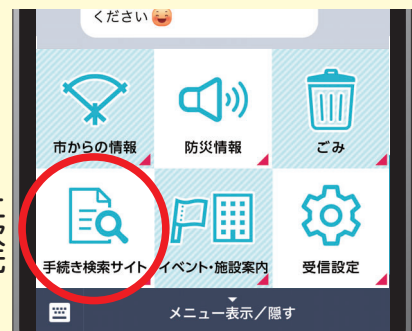 ください😆
市からの情報
防災情報
ごみ
手続き検索サイト
イベント・施設案内
受信設定
メニュー表示／隠す